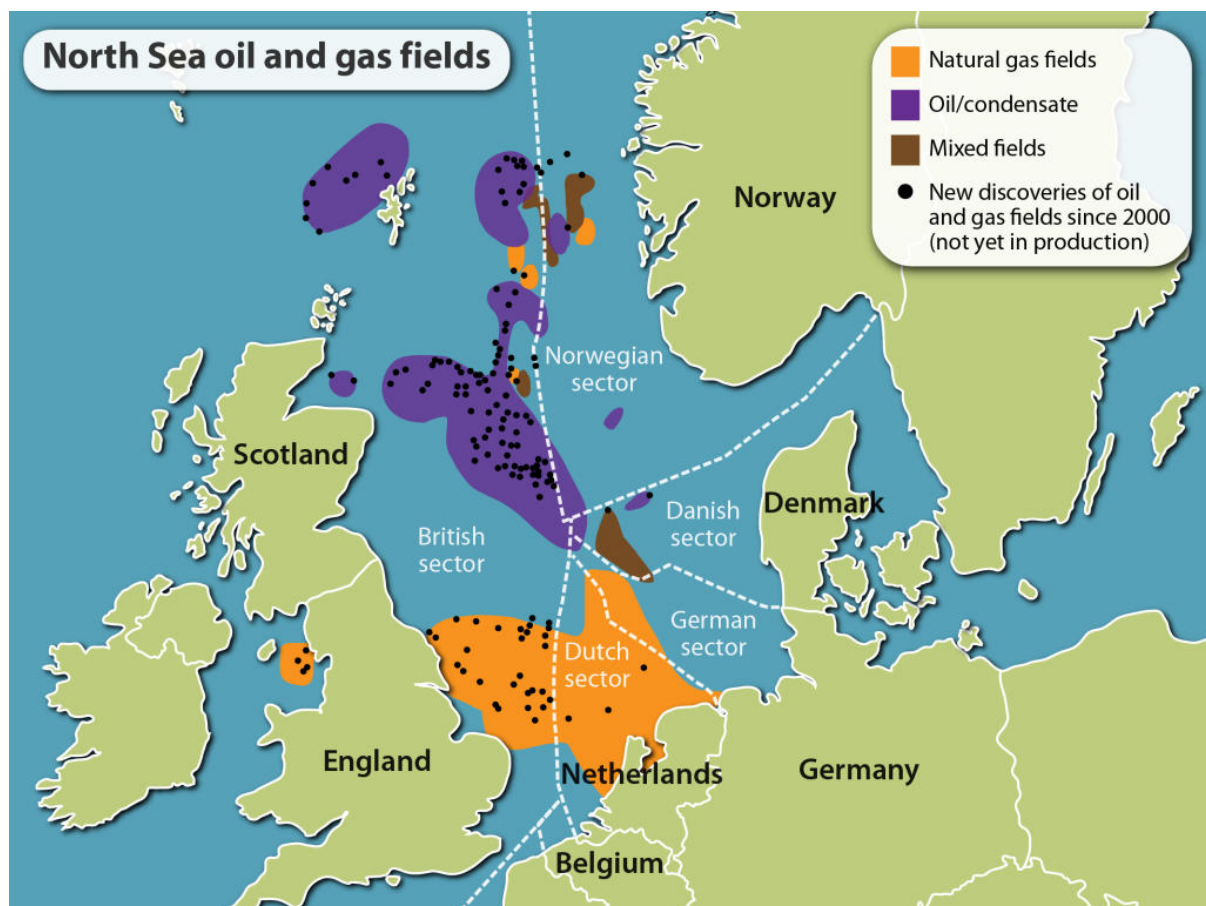 North Sea oil and gas fields
Natural gas fields
Oil/condensate
Mixed fields
New discoveries of oil
and gas fields since 2000
(not yet in production)
Norway
Norwegian
sector
Scotland
British
sector
Danish
sector
Denmark
German
sector
Dutch
sector
England
Netherlands
Germany
Belgium